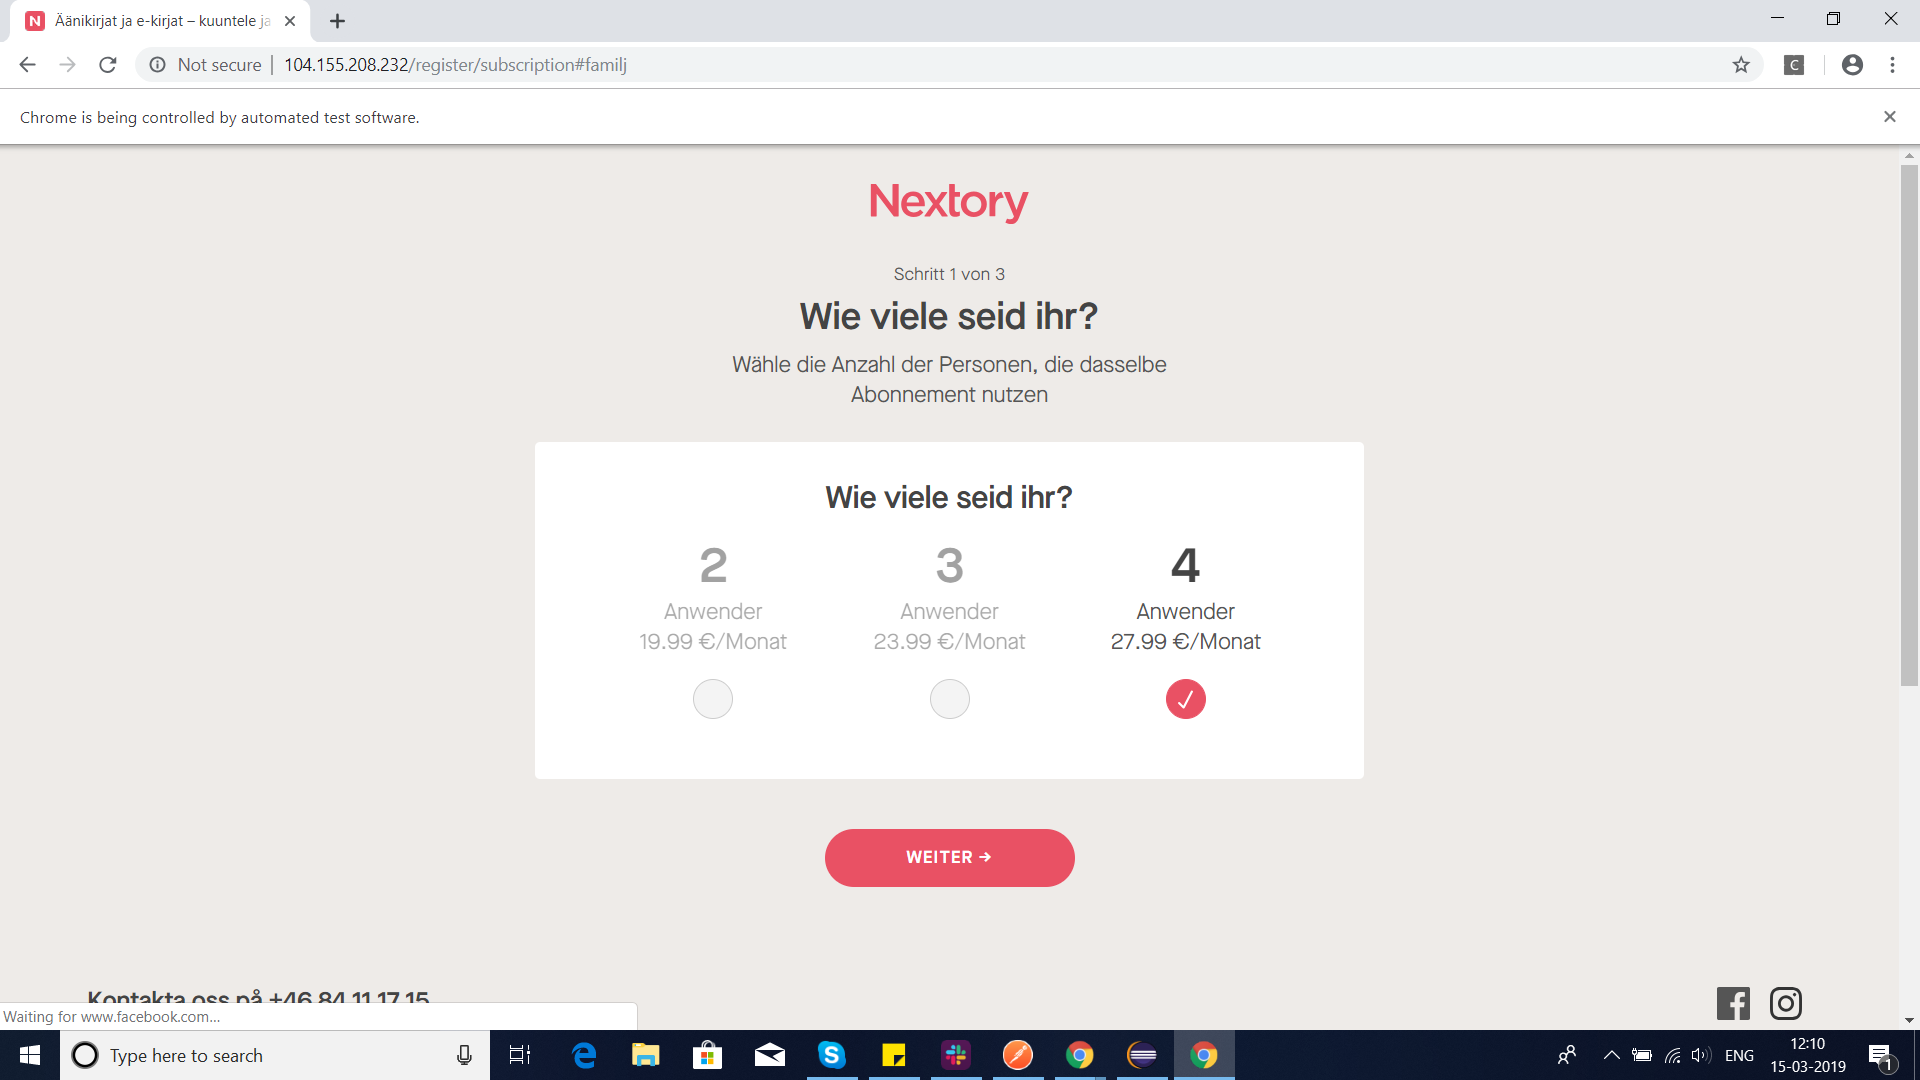 N Äänikirjat ja e-kirjat – kuuntele ja
Not secure | 104.155.208.232/register/subscription#familj
C
Chrome is being controlled by automated test software.
Nextory
Schritt 1 von 3
Wie viele seid ihr?
Wähle die Anzahl der Personen, die dasselbe
Abonnement nutzen
Wie viele seid ihr?
2 3 4
Anwender Anwender Anwender
19.99 €/Monat 23.99 €/Monat 27.99 €/Monat
WEITER →
Kontakta oss på +46 84 11 17 15
Waiting for www.facebook.com...
Type here to search
ENG
12:10
15-03-2019
1